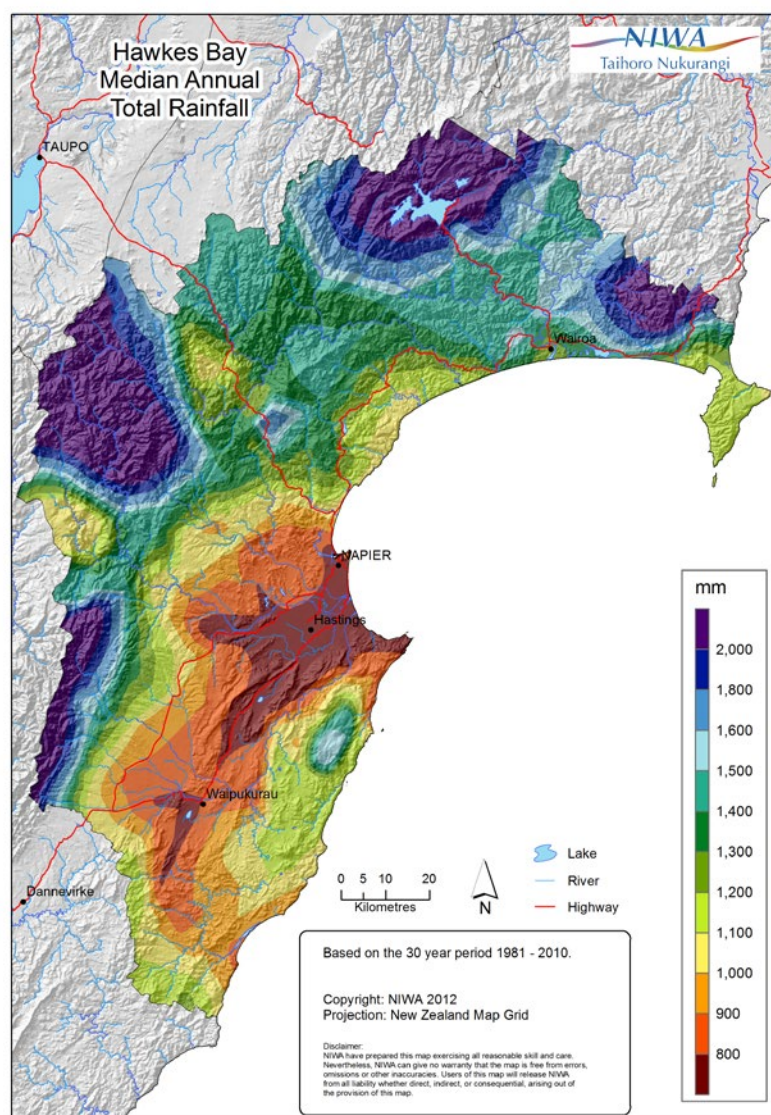 Hawkes Bay
Median Annual
Total Rainfall
NIWA
Taihoro Nukurangi
TAUPO
Wairoa
NAPIER
Hastings
Waipukurau
Dannevirke
mm
2,000
1,800
1,600
1,500
1,400
1,300
1,200
1,100
1,000
900
800
Lake
River
Highway
0 5 10 20
Kilometres
N
Based on the 30 year period 1981 - 2010.
Copyright: NIWA 2012
Projection: New Zealand Map Grid
Disclaimer:
NIWA have prepared this map exercising all reasonable skill and care.
Nevertheless, NIWA can give no warranty that the map is free from errors,
omissions or other inaccuracies. Users of this map will release NIWA
from all liability whether direct, indirect, or consequential, arising out of
the provision of this map.